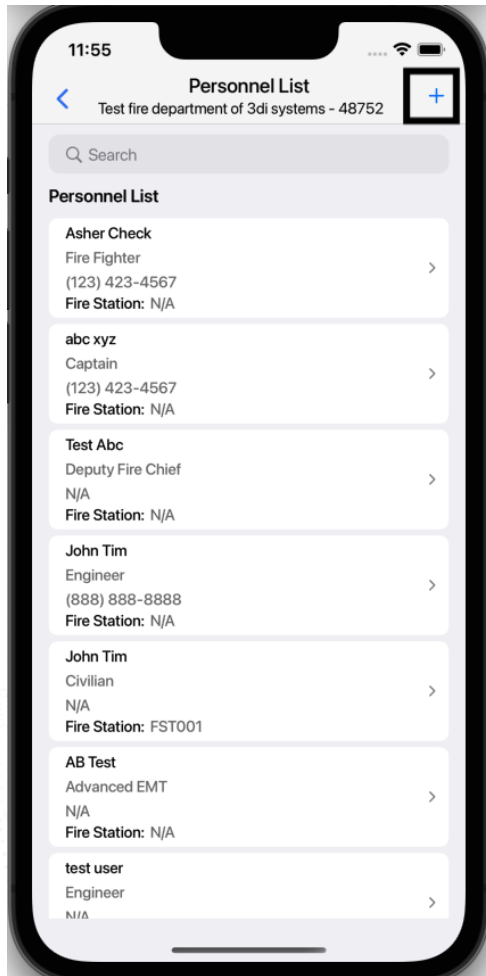 11:55
Personnel List
Test fire department of 3di systems - 48752
Search
Personnel List
Asher Check
Fire Fighter
(123) 423-4567
Fire Station: N/A
abc xyz
Captain
(123) 423-4567
Fire Station: N/A
Test Abc
Deputy Fire Chief
N/A
Fire Station: N/A
John Tim
Engineer
(888) 888-8888
Fire Station: N/A
John Tim
Civilian
N/A
Fire Station: FST001
AB Test
Advanced EMT
N/A
Fire Station: N/A
test user
Engineer
N/A